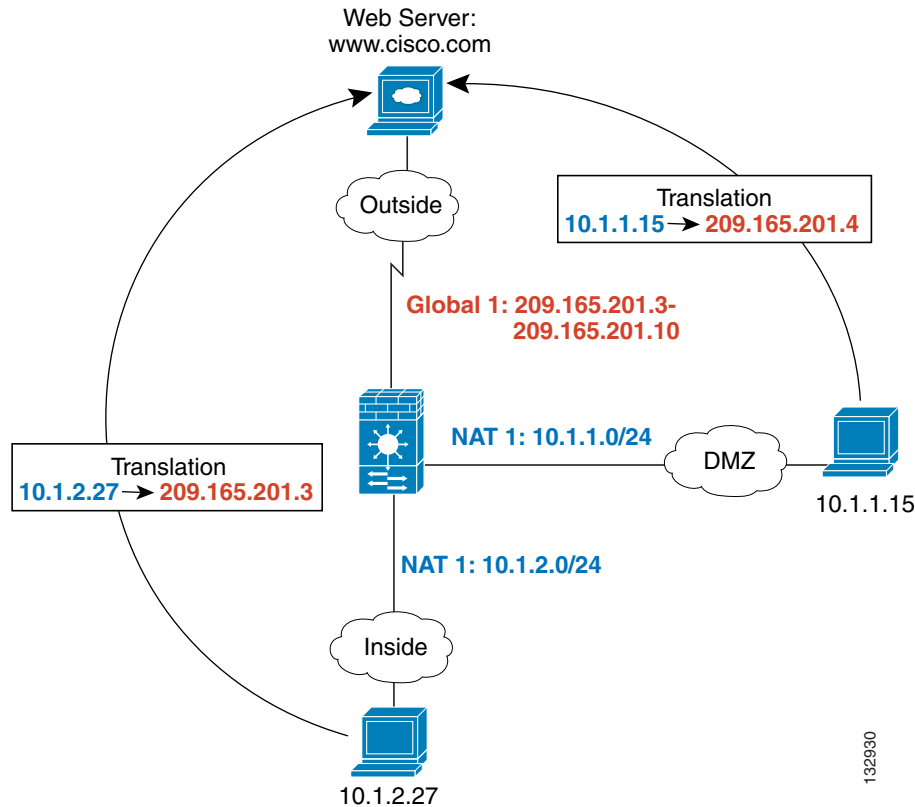 Web Server:
www.cisco.com
Outside
Translation
10.1.1.15 209.165.201.4
Global 1: 209.165.201.3-
209.165.201.10
NAT 1: 10.1.1.0/24
DMZ
10.1.1.15
Translation
10.1.2.27 209.165.201.3
NAT 1: 10.1.2.0/24
Inside
10.1.2.27
132930